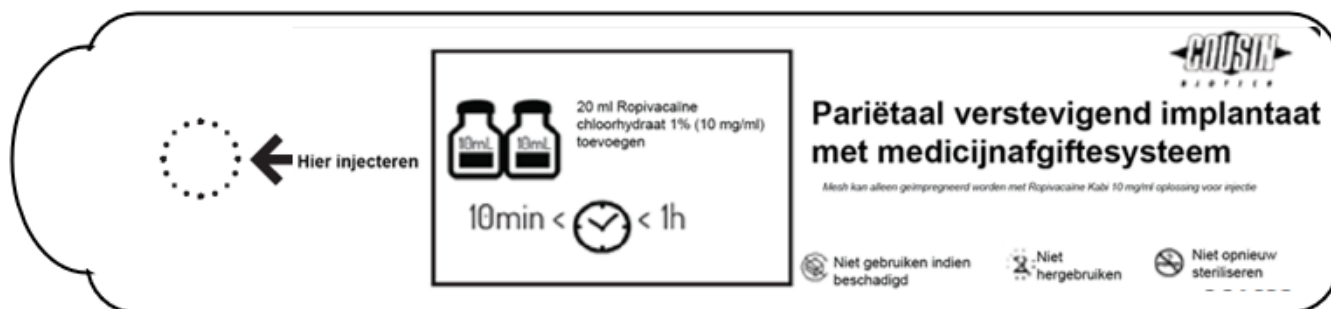 Hier injecteren
10mL 10mL
20 ml Ropivacaïne
chloorhydraat 1% (10 mg/ml)
toevoegen
10min < < 1h
COUSIN
BIOTECH
Pariëtaal verstevigend implantaat
met medicijnafgiftesysteem
Mesh kan alleen geïmpregneerd worden met Ropivacaïne Kabi 10 mg/ml oplossing voor injectie
Niet gebruiken indien
beschadigd
Niet
hergebruiken
Niet opnieuw
steriliseren